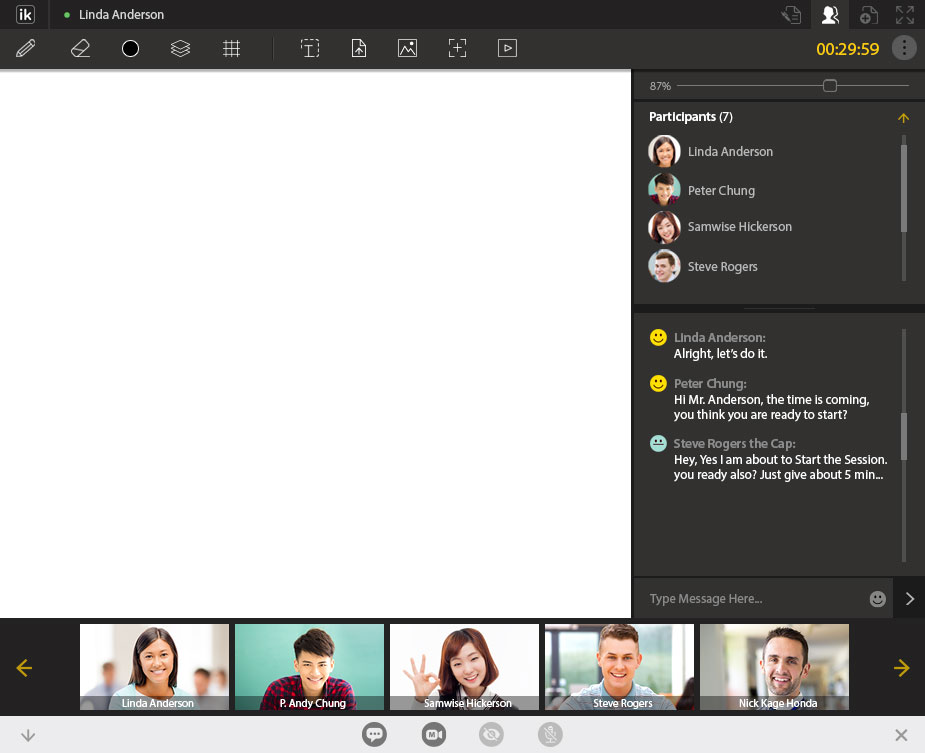 ik
Linda Anderson
T
00:29:59
87%
Participants (7)
Linda Anderson
Peter Chung
Samwise Hickerson
Steve Rogers
Linda Anderson:
Alright, let's do it.
Peter Chung:
Hi Mr. Anderson, the time is coming,
you think you are ready to start?
Steve Rogers the Cap:
Hey, Yes I am about to Start the Session.
you ready also? Just give about 5 min...
Type Message Here...
Linda Anderson
P. Andy Chung
Samwise Hickerson
Steve Rogers
Nick Kage Honda
M